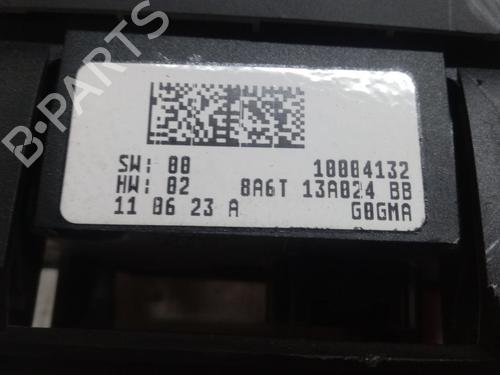 SW: 00 10004132
HW: 02 8A6T 13A024 BB
11 06 23 A G0GMA
B-PARTS